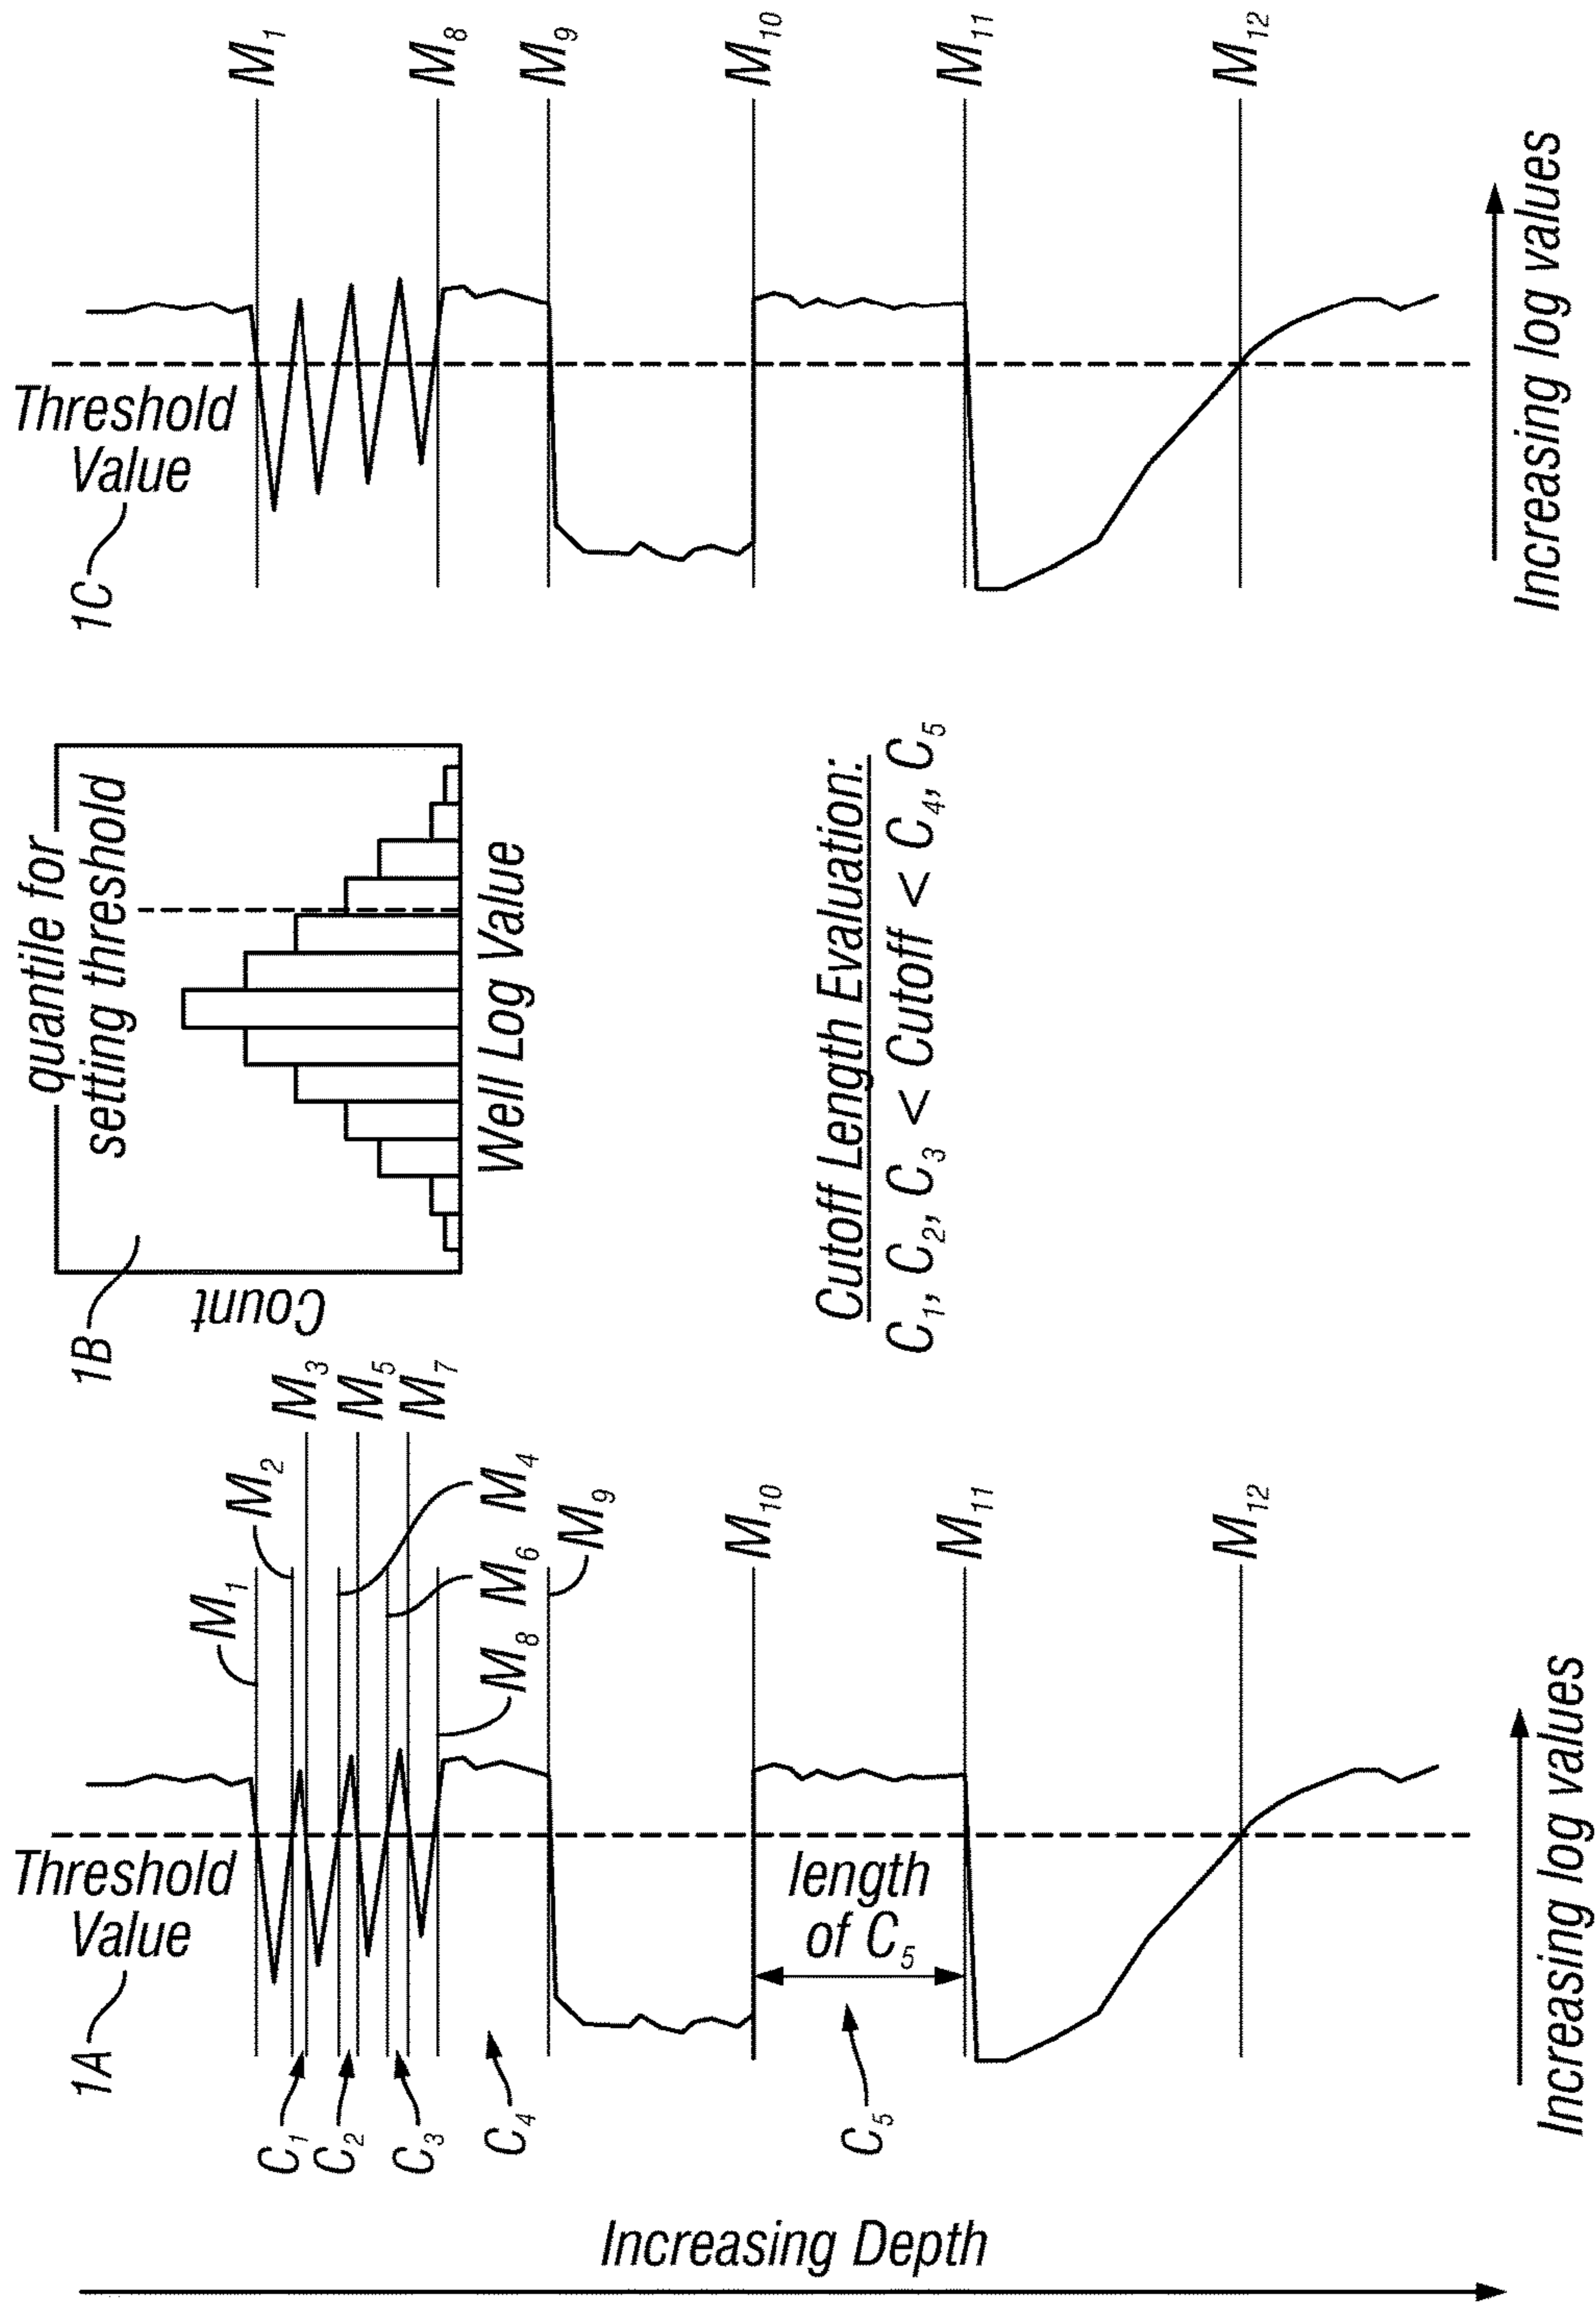 1A
Threshold
Value
M1
M2
M3
M5
M7
M4
M6
M8
M9
M10
M11
M12
C1
C2
C3
C4
C5
length
of C5
Increasing Depth
Increasing log values
1B
quantile for
setting threshold
Count
Well Log Value
Cutoff Length Evaluation:
C1, C2, C3 < Cutoff < C4, C5
1C
Threshold
Value
M1
M8
M9
M10
M11
M12
Increasing log values